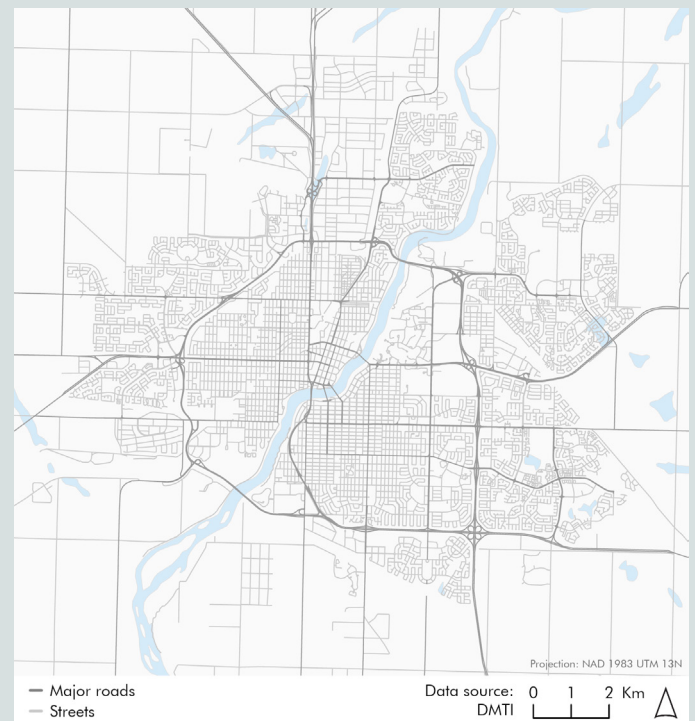 Projection: NAD 1983 UTM 13N
Major roads
Streets
Data source:
DMTI
0 1 2 Km